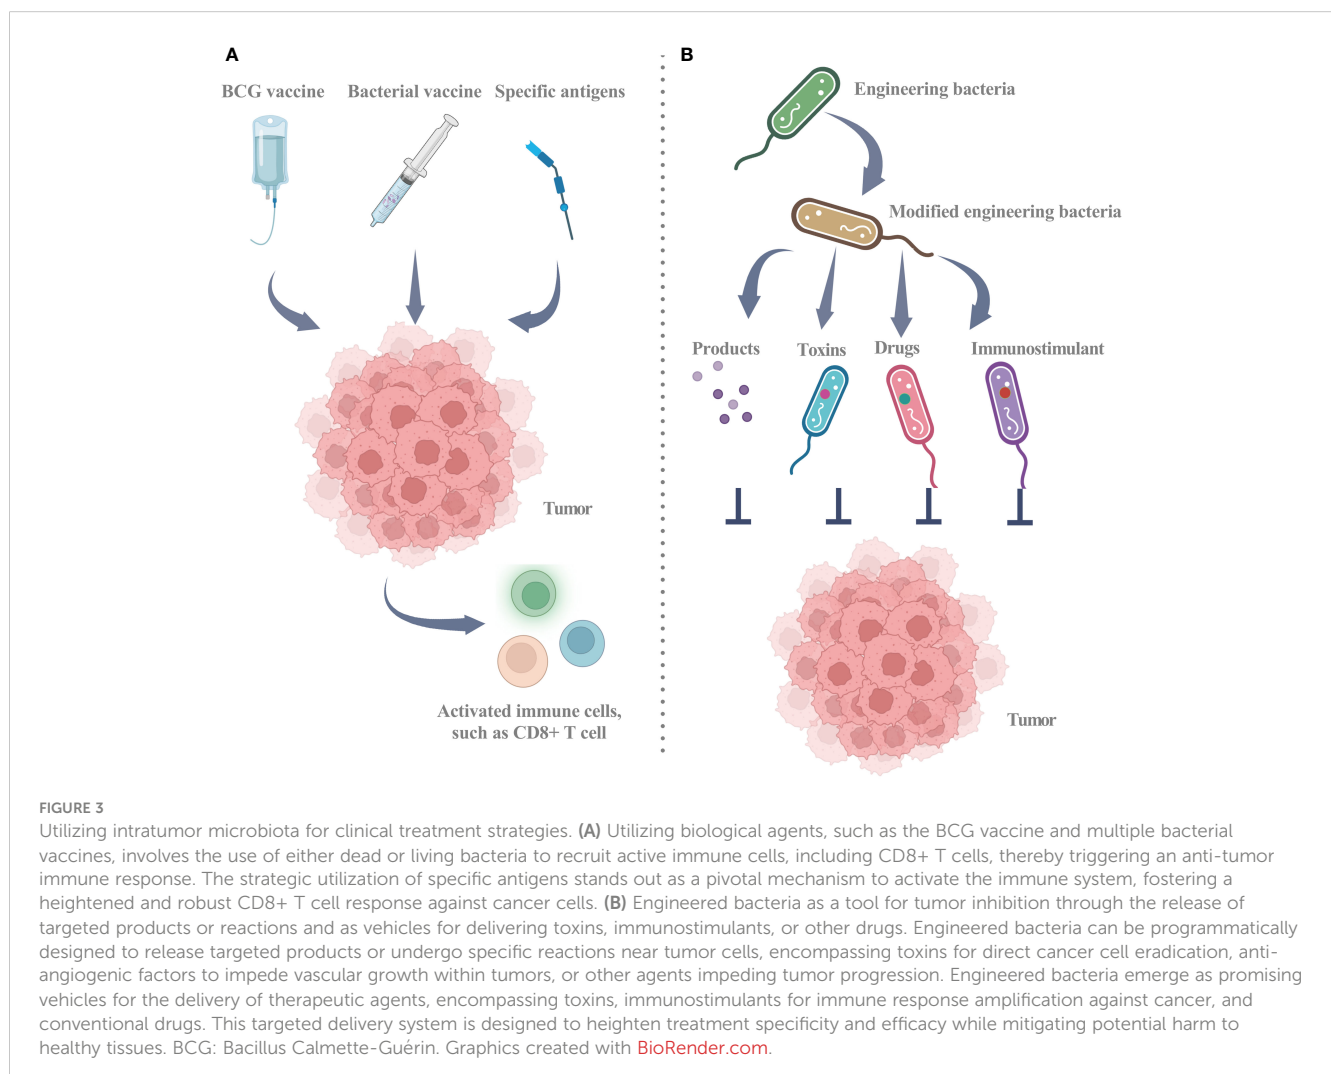 A
BCG vaccine
Bacterial vaccine
Specific antigens
Tumor
Activated immune cells,
such as CD8+ T cell
B
Engineering bacteria
Modified engineering bacteria
Products
Toxins
Drugs
Immunostimulant
Tumor
FIGURE 3
Utilizing intratumor microbiota for clinical treatment strategies. (A) Utilizing biological agents, such as the BCG vaccine and multiple bacterial
vaccines, involves the use of either dead or living bacteria to recruit active immune cells, including CD8+ T cells, thereby triggering an anti-tumor
immune response. The strategic utilization of specific antigens stands out as a pivotal mechanism to activate the immune system, fostering a
heightened and robust CD8+ T cell response against cancer cells. (B) Engineered bacteria as a tool for tumor inhibition through the release of
targeted products or reactions and as vehicles for delivering toxins, immunostimulants, or other drugs. Engineered bacteria can be programmatically
designed to release targeted products or undergo specific reactions near tumor cells, encompassing toxins for direct cancer cell eradication, anti-
angiogenic factors to impede vascular growth within tumors, or other agents impeding tumor progression. Engineered bacteria emerge as promising
vehicles for the delivery of therapeutic agents, encompassing toxins, immunostimulants for immune response amplification against cancer, and
conventional drugs. This targeted delivery system is designed to heighten treatment specificity and efficacy while mitigating potential harm to
healthy tissues. BCG: Bacillus Calmette-Guérin. Graphics created with BioRender.com.